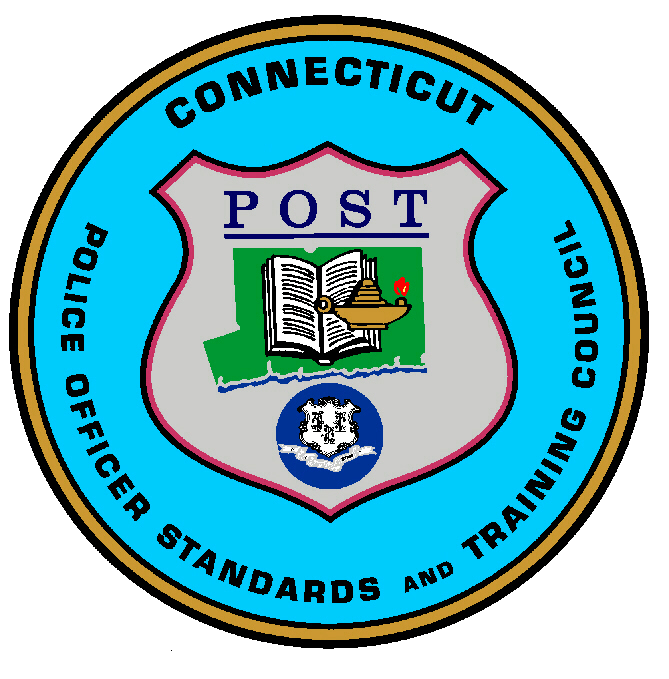 CONNECTICUT
POST
POLICE OFFICER STANDARDS AND TRAINING COUNCIL